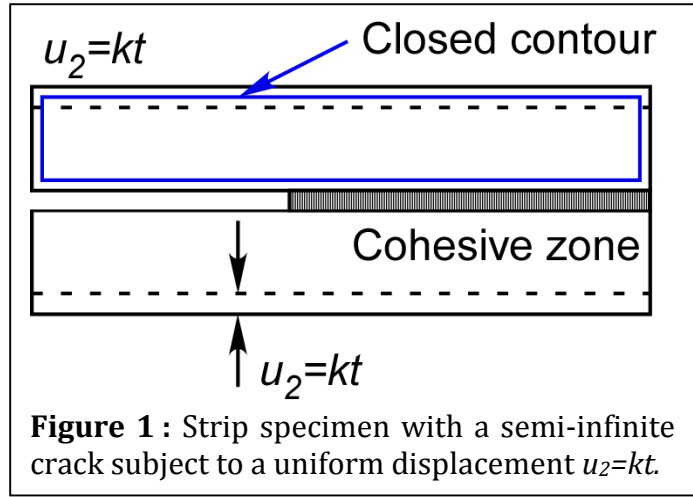 u₂=kt
Closed contour
Cohesive zone
u₂=kt
Figure 1 : Strip specimen with a semi-infinite
crack subject to a uniform displacement u₂=kt.